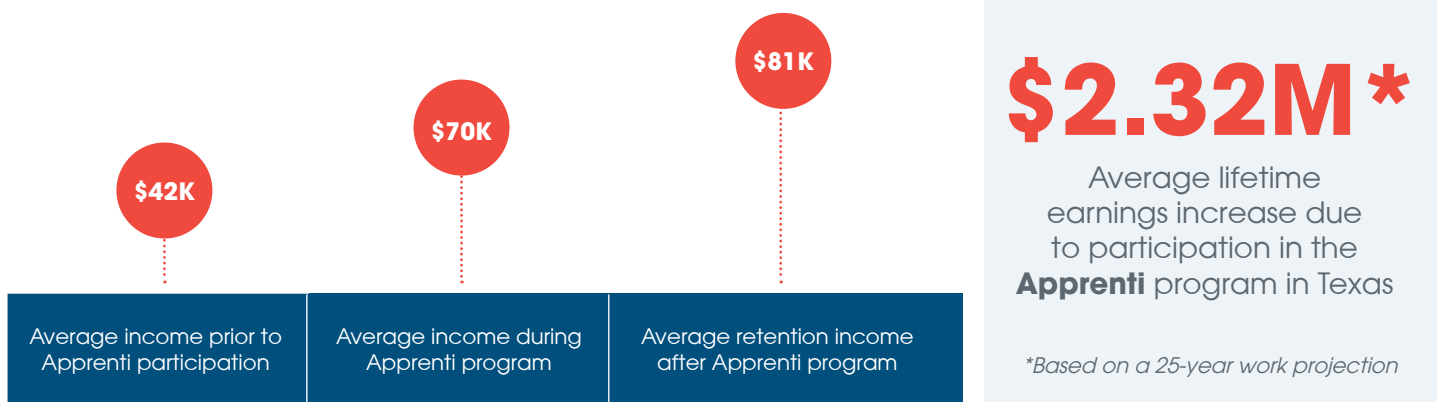 $42K
$70K
$81K
Average income prior to
Apprenti participation
Average income during
Apprenti program
Average retention income
after Apprenti program
$2.32M*
Average lifetime
earnings increase due
to participation in the
Apprenti program in Texas
*Based on a 25-year work projection